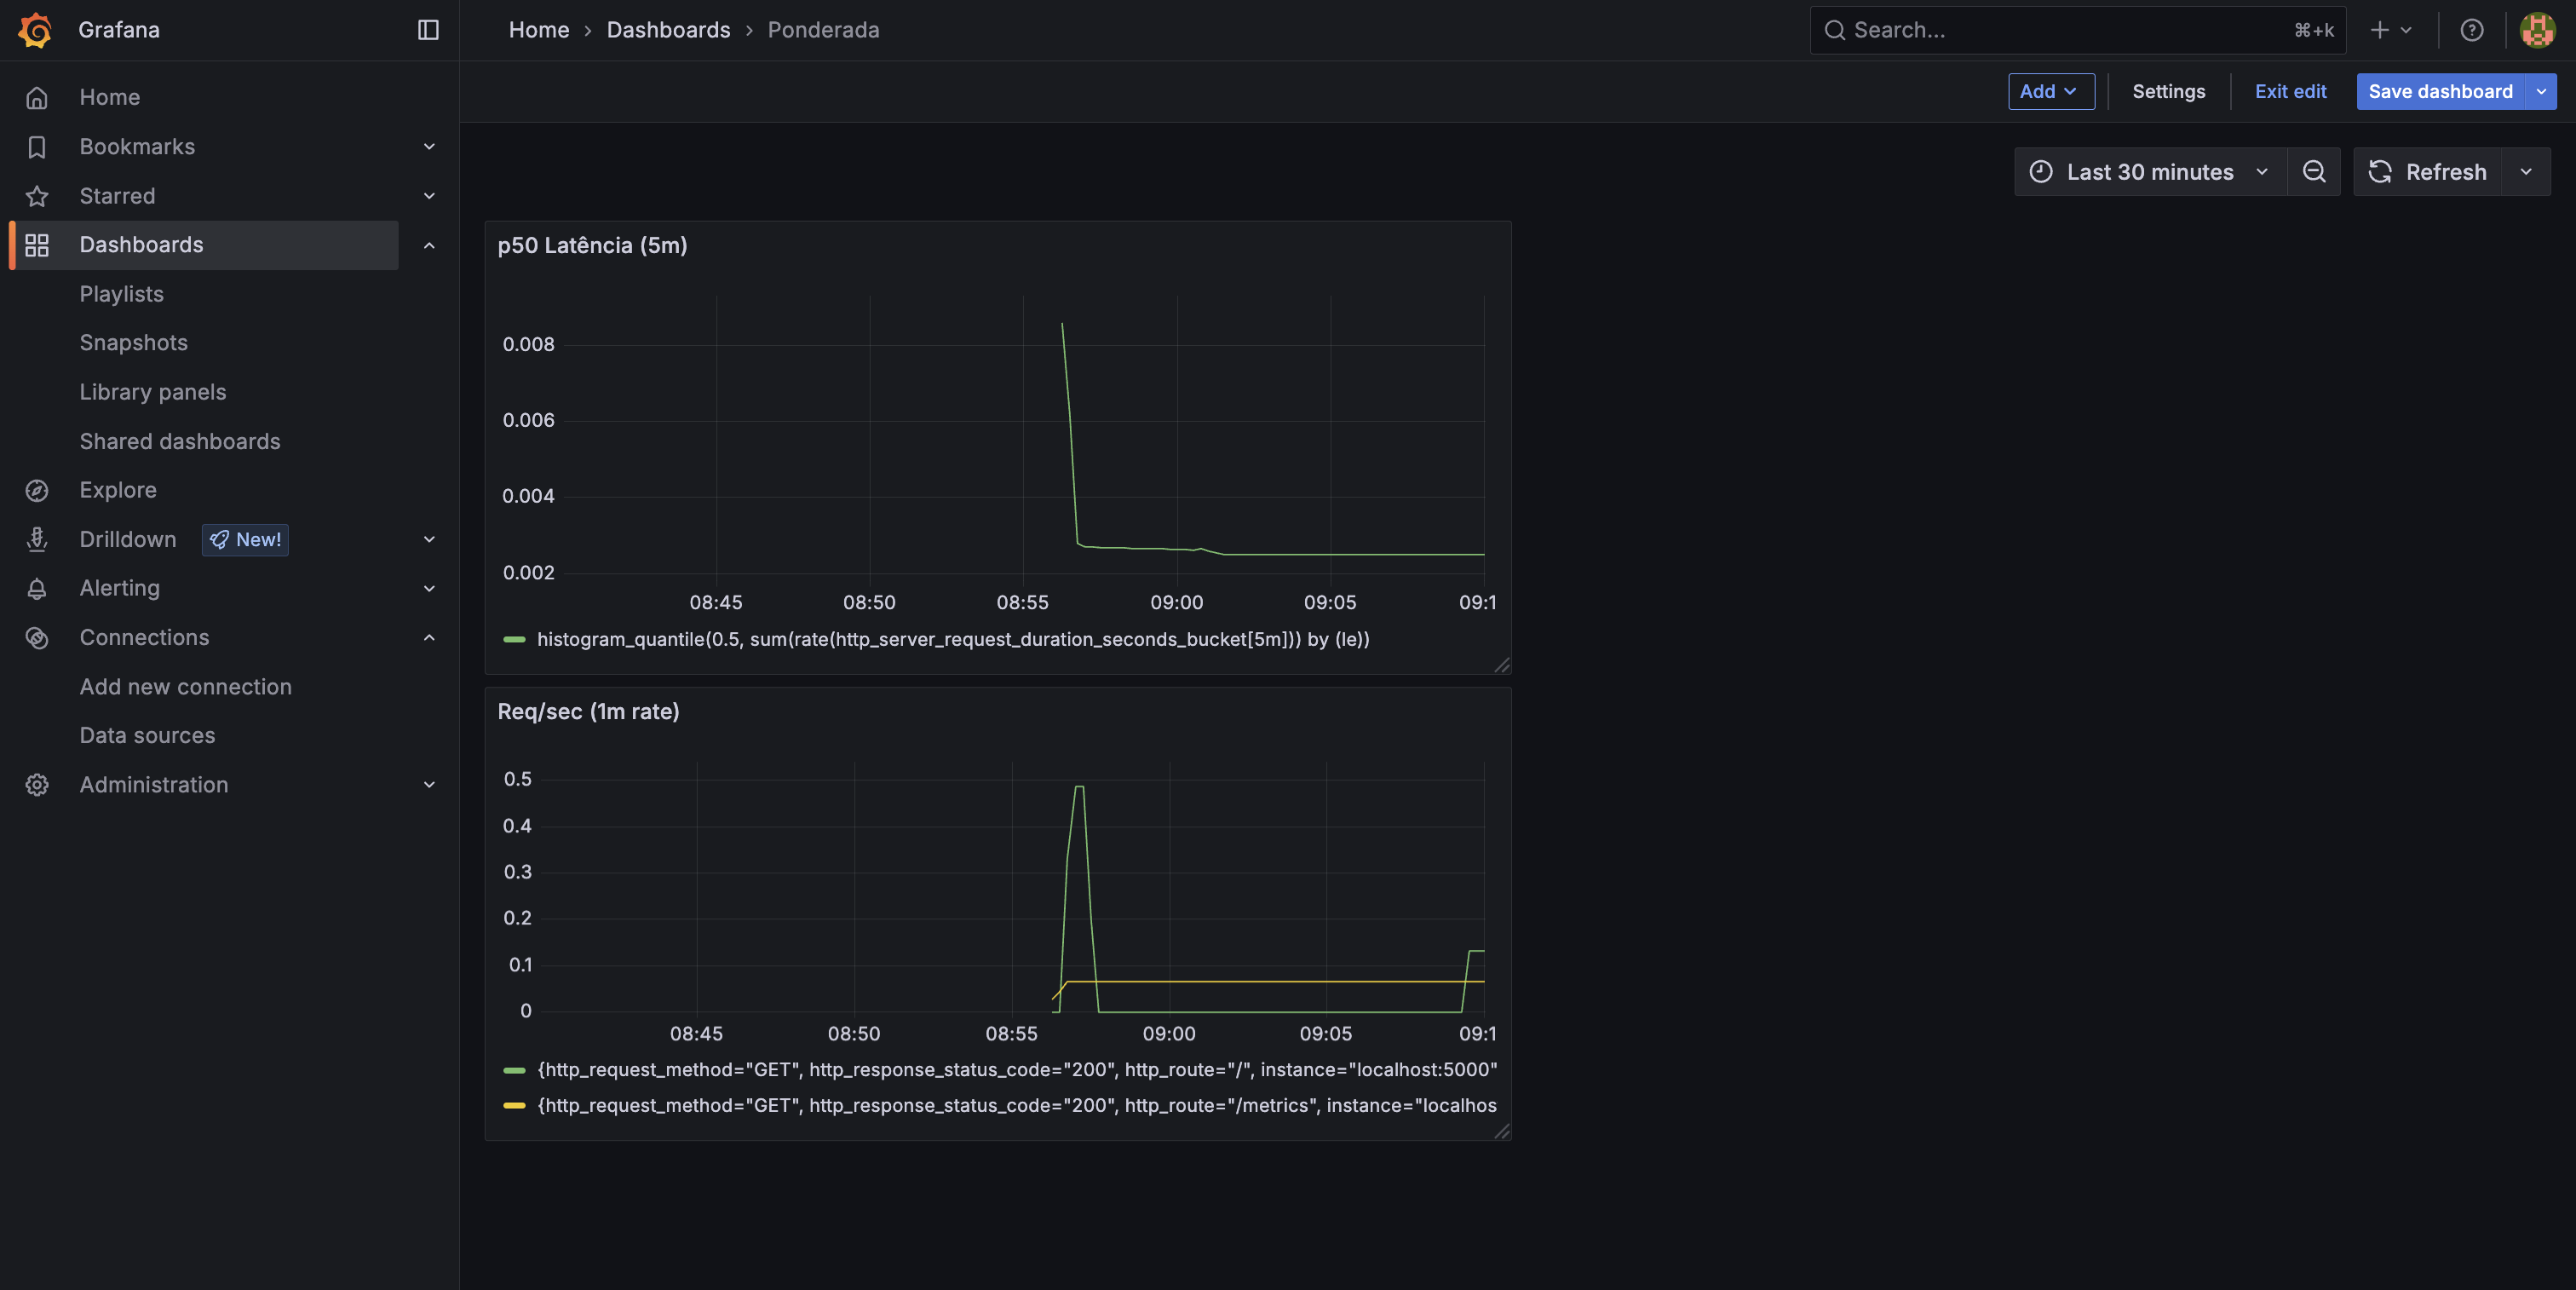 Grafana
Home › Dashboards › Ponderada
Search...
⌘+k
Home
Bookmarks
Starred
Dashboards
Playlists
Snapshots
Library panels
Shared dashboards
Explore
Drilldown New!
Alerting
Connections
Add new connection
Data sources
Administration
Add
Settings
Exit edit
Save dashboard
Last 30 minutes
Refresh
p50 Latência (5m)
0.008
0.006
0.004
0.002
08:45 08:50 08:55 09:00 09:05 09:1
histogram_quantile(0.5, sum(rate(http_server_request_duration_seconds_bucket[5m])) by (le))
Req/sec (1m rate)
0.5
0.4
0.3
0.2
0.1
0
08:45 08:50 08:55 09:00 09:05 09:1
{http_request_method="GET", http_response_status_code="200", http_route="/", instance="localhost:5000"
{http_request_method="GET", http_response_status_code="200", http_route="/metrics", instance="localhos